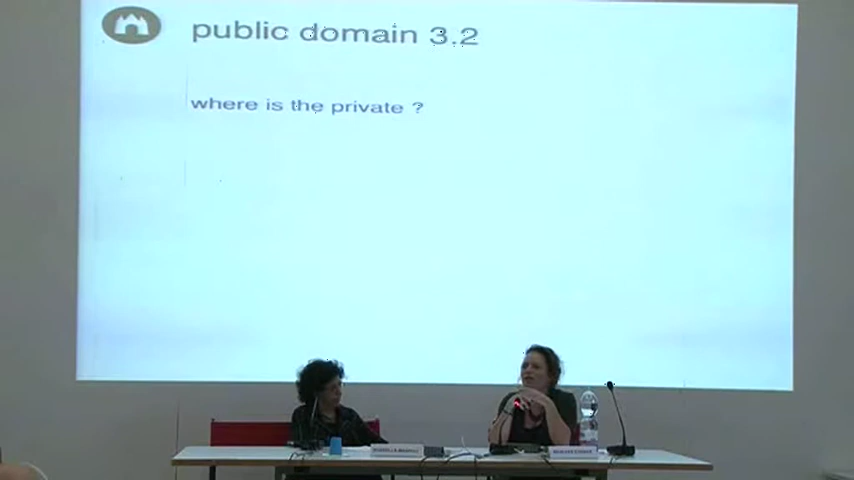 public domain 3.2
where is the private ?